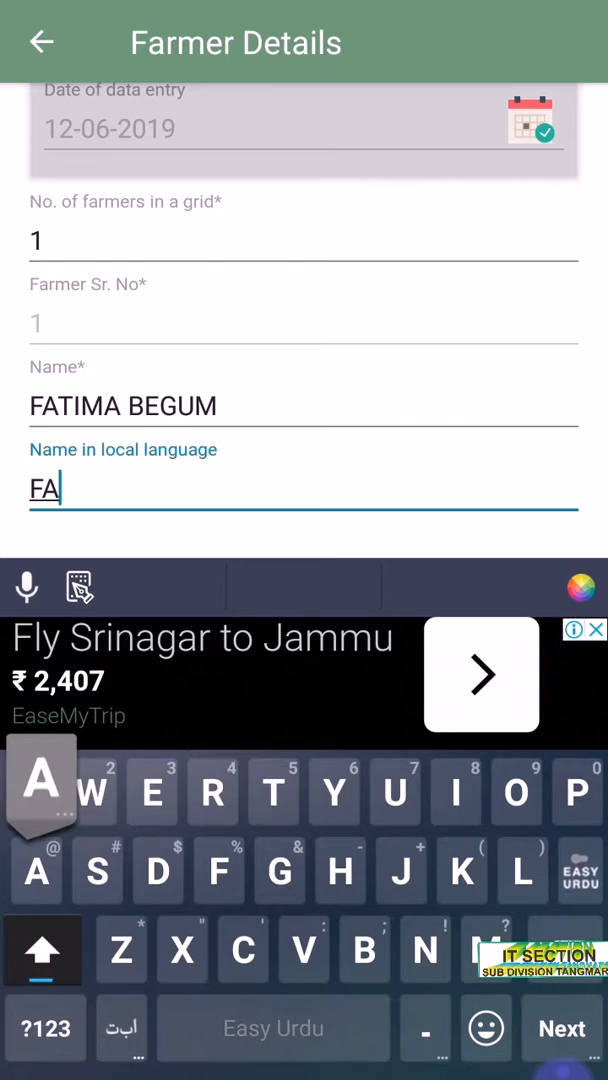 Farmer Details
Date of data entry
12-06-2019
No. of farmers in a grid*
1
Farmer Sr. No*
1
Name*
FATIMA BEGUM
Name in local language
FA
Fly Srinagar to Jammu
₹ 2,407
EaseMyTrip
A
2 3 4 5 6 7 8 9 0
W E R T Y U I O P
@ # $ % & - + ( )
A S D F G H J K L EASY URDU
* " ' : ; ! ?
Z X C V B N M
IT SECTION
SUB DIVISION TANGMAR
?123 اب‌ت Easy Urdu - Next